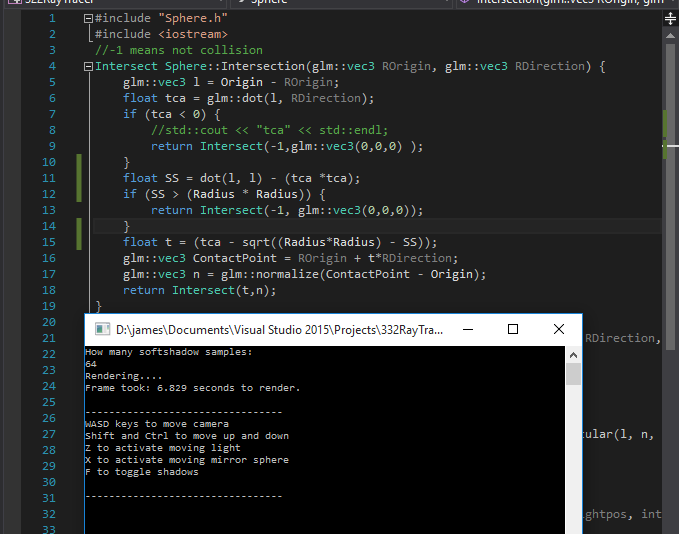 Sphere
Intersection(glm::vec3 ROrigin, glm
1 #include "Sphere.h"
2 #include <iostream>
3 //-1 means not collision
4 Intersect Sphere::Intersection(glm::vec3 ROrigin, glm::vec3 RDirection) {
5 glm::vec3 l = Origin - ROrigin;
6 float tca = glm::dot(l, RDirection);
7 if (tca < 0) {
8 //std::cout << "tca" << std::endl;
9 return Intersect(-1,glm::vec3(0,0,0) );
10 }
11 float SS = dot(l, l) - (tca *tca);
12 if (SS > (Radius * Radius)) {
13 return Intersect(-1, glm::vec3(0,0,0));
14 }
15 float t = (tca - sqrt((Radius*Radius) - SS));
16 glm::vec3 ContactPoint = ROrigin + t*RDirection;
17 glm::vec3 n = glm::normalize(ContactPoint - Origin);
18 return Intersect(t,n);
19 }
20
21 RDirection,
22
23
24
25
26
27 ular(l, n,
28
29
30
31
32 ghtpos, int
33
D:\james\Documents\Visual Studio 2015\Projects\332RayTra...
How many softshadow samples:
64
Rendering....
Frame took: 6.829 seconds to render.
--------------------------------
WASD keys to move camera
Shift and Ctrl to move up and down
Z to activate moving light
X to activate moving mirror sphere
F to toggle shadows
--------------------------------